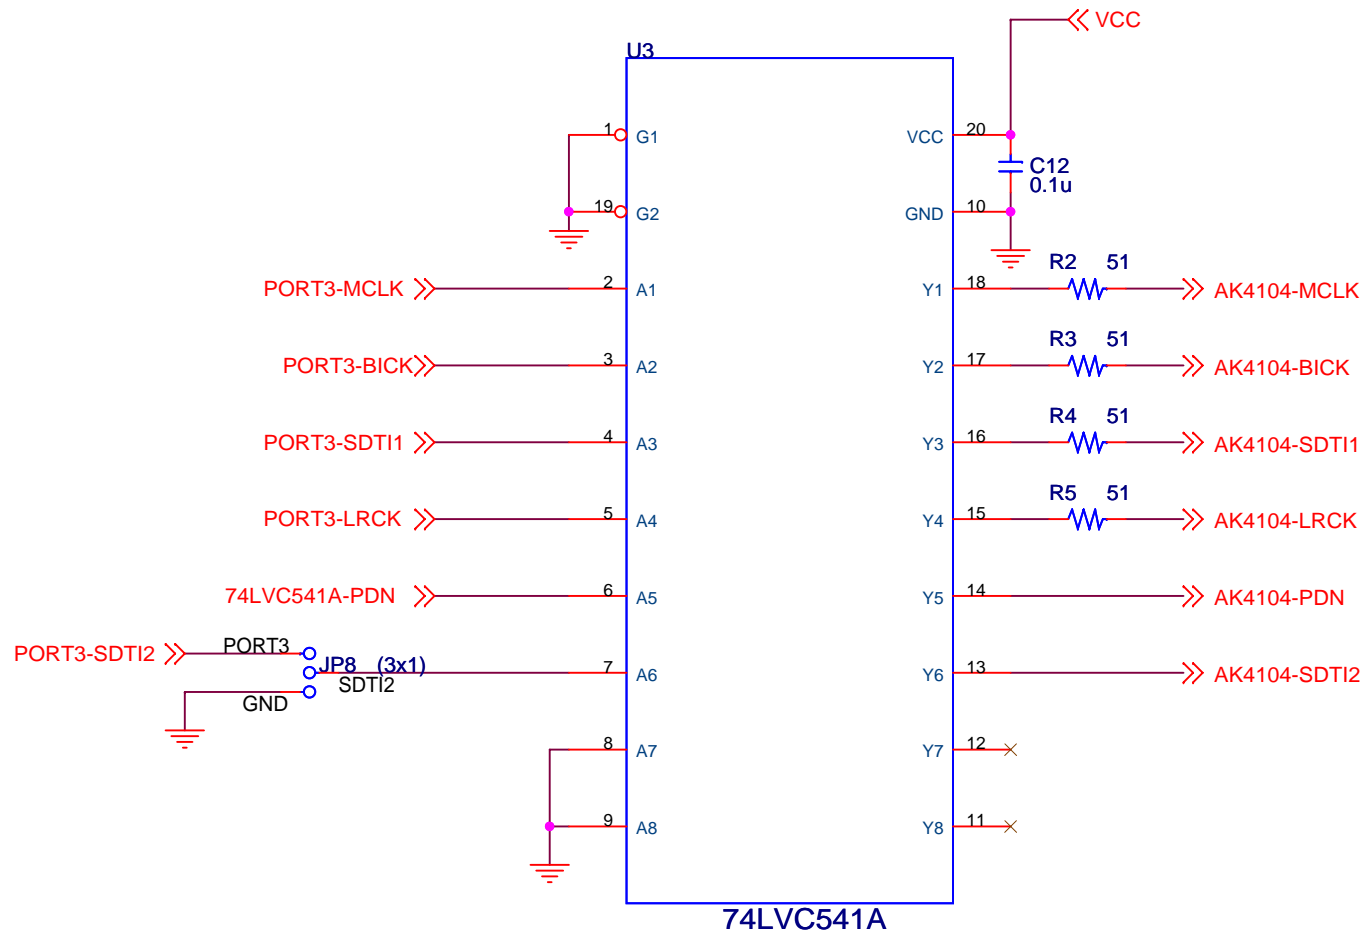 VCC
U3
1 G1 VCC 20
C12
0.1u
19 G2 GND 10
R2 51
PORT3-MCLK 2 A1 Y1 18 AK4104-MCLK
R3 51
PORT3-BICK 3 A2 Y2 17 AK4104-BICK
R4 51
PORT3-SDTI1 4 A3 Y3 16 AK4104-SDTI1
R5 51
PORT3-LRCK 5 A4 Y4 15 AK4104-LRCK
74LVC541A-PDN 6 A5 Y5 14 AK4104-PDN
PORT3-SDTI2 PORT3
JP8 (3x1) 7 A6 Y6 13 AK4104-SDTI2
SDTI2
GND
8 A7 Y7 12
9 A8 Y8 11
74LVC541A